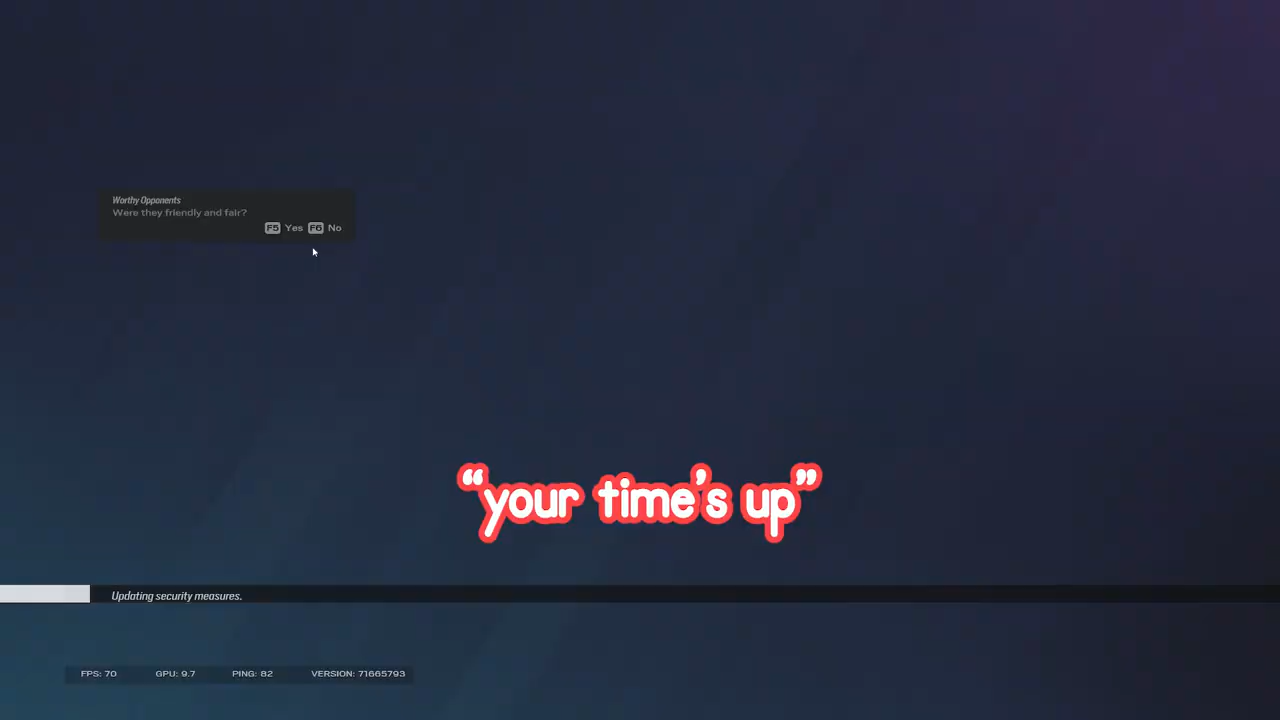 Worthy Opponents
Were they friendly and fair?
F5 Yes F6 No
“your time’s up”
Updating security measures.
FPS: 70 GPU: 9.7 PING: 82 VERSION: 71665793